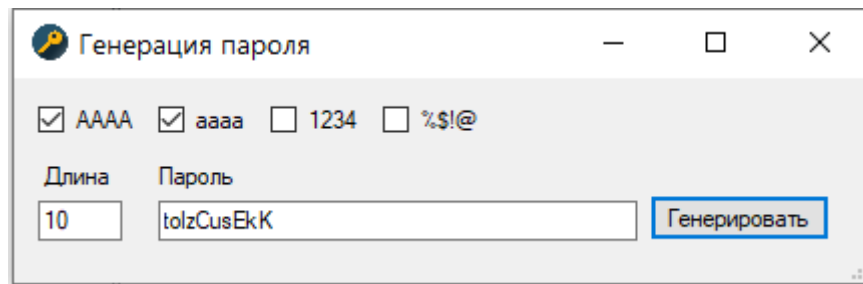 Генерация пароля
AAAA aaaa 1234 %$!@
Длина Пароль
10 tolzCusEkK Генерировать